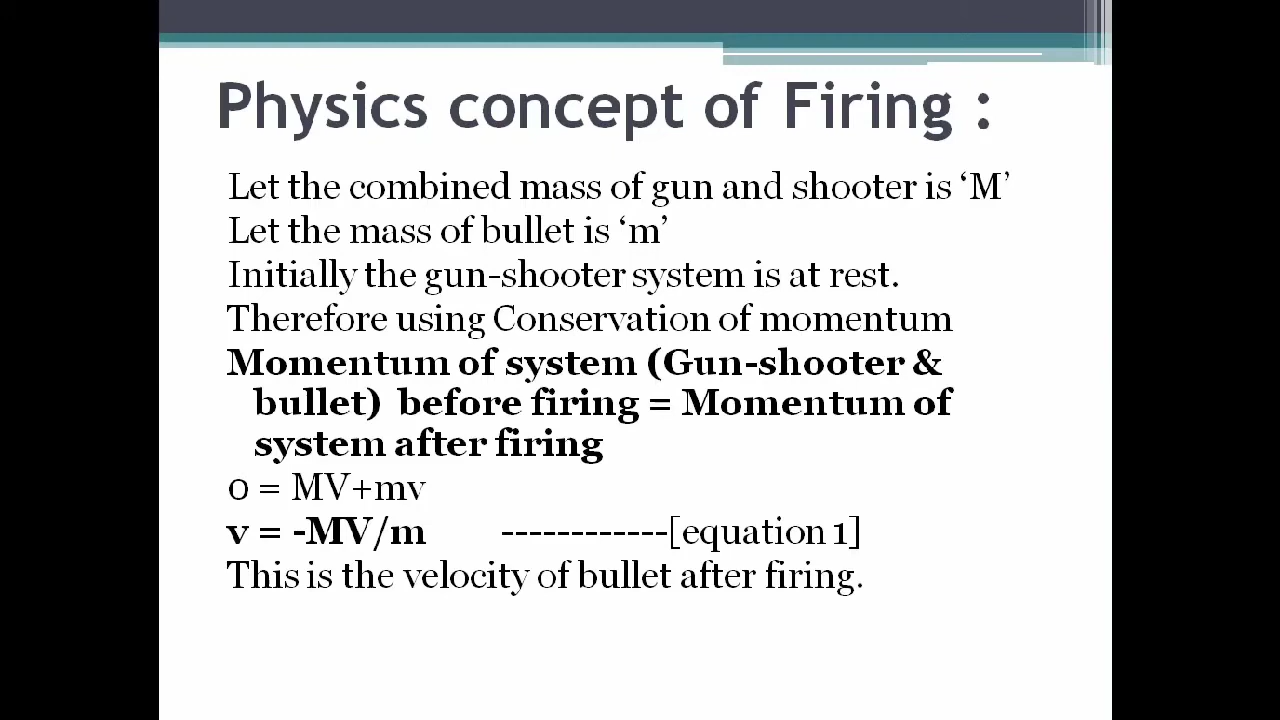 Physics concept of Firing :
Let the combined mass of gun and shooter is ‘M’
Let the mass of bullet is ‘m’
Initially the gun-shooter system is at rest.
Therefore using Conservation of momentum
Momentum of system (Gun-shooter &
bullet) before firing = Momentum of
system after firing
0 = MV+mv
v = -MV/m ------------[equation 1]
This is the velocity of bullet after firing.